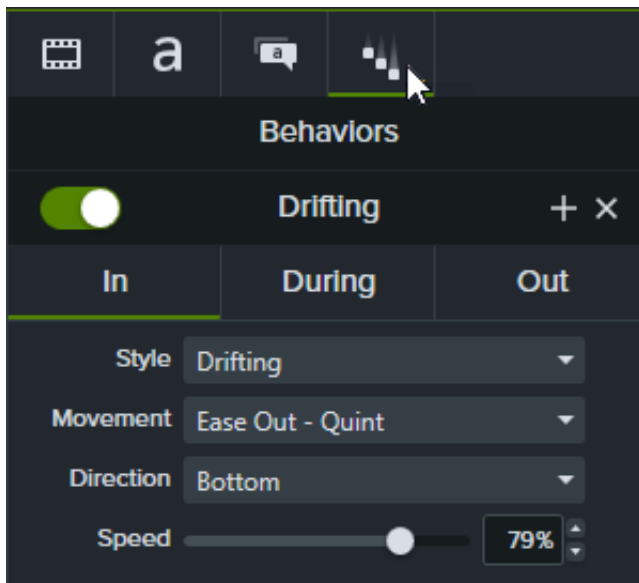 a
a
Behaviors
Drifting
In During Out
Style Drifting
Movement Ease Out - Quint
Direction Bottom
Speed 79%